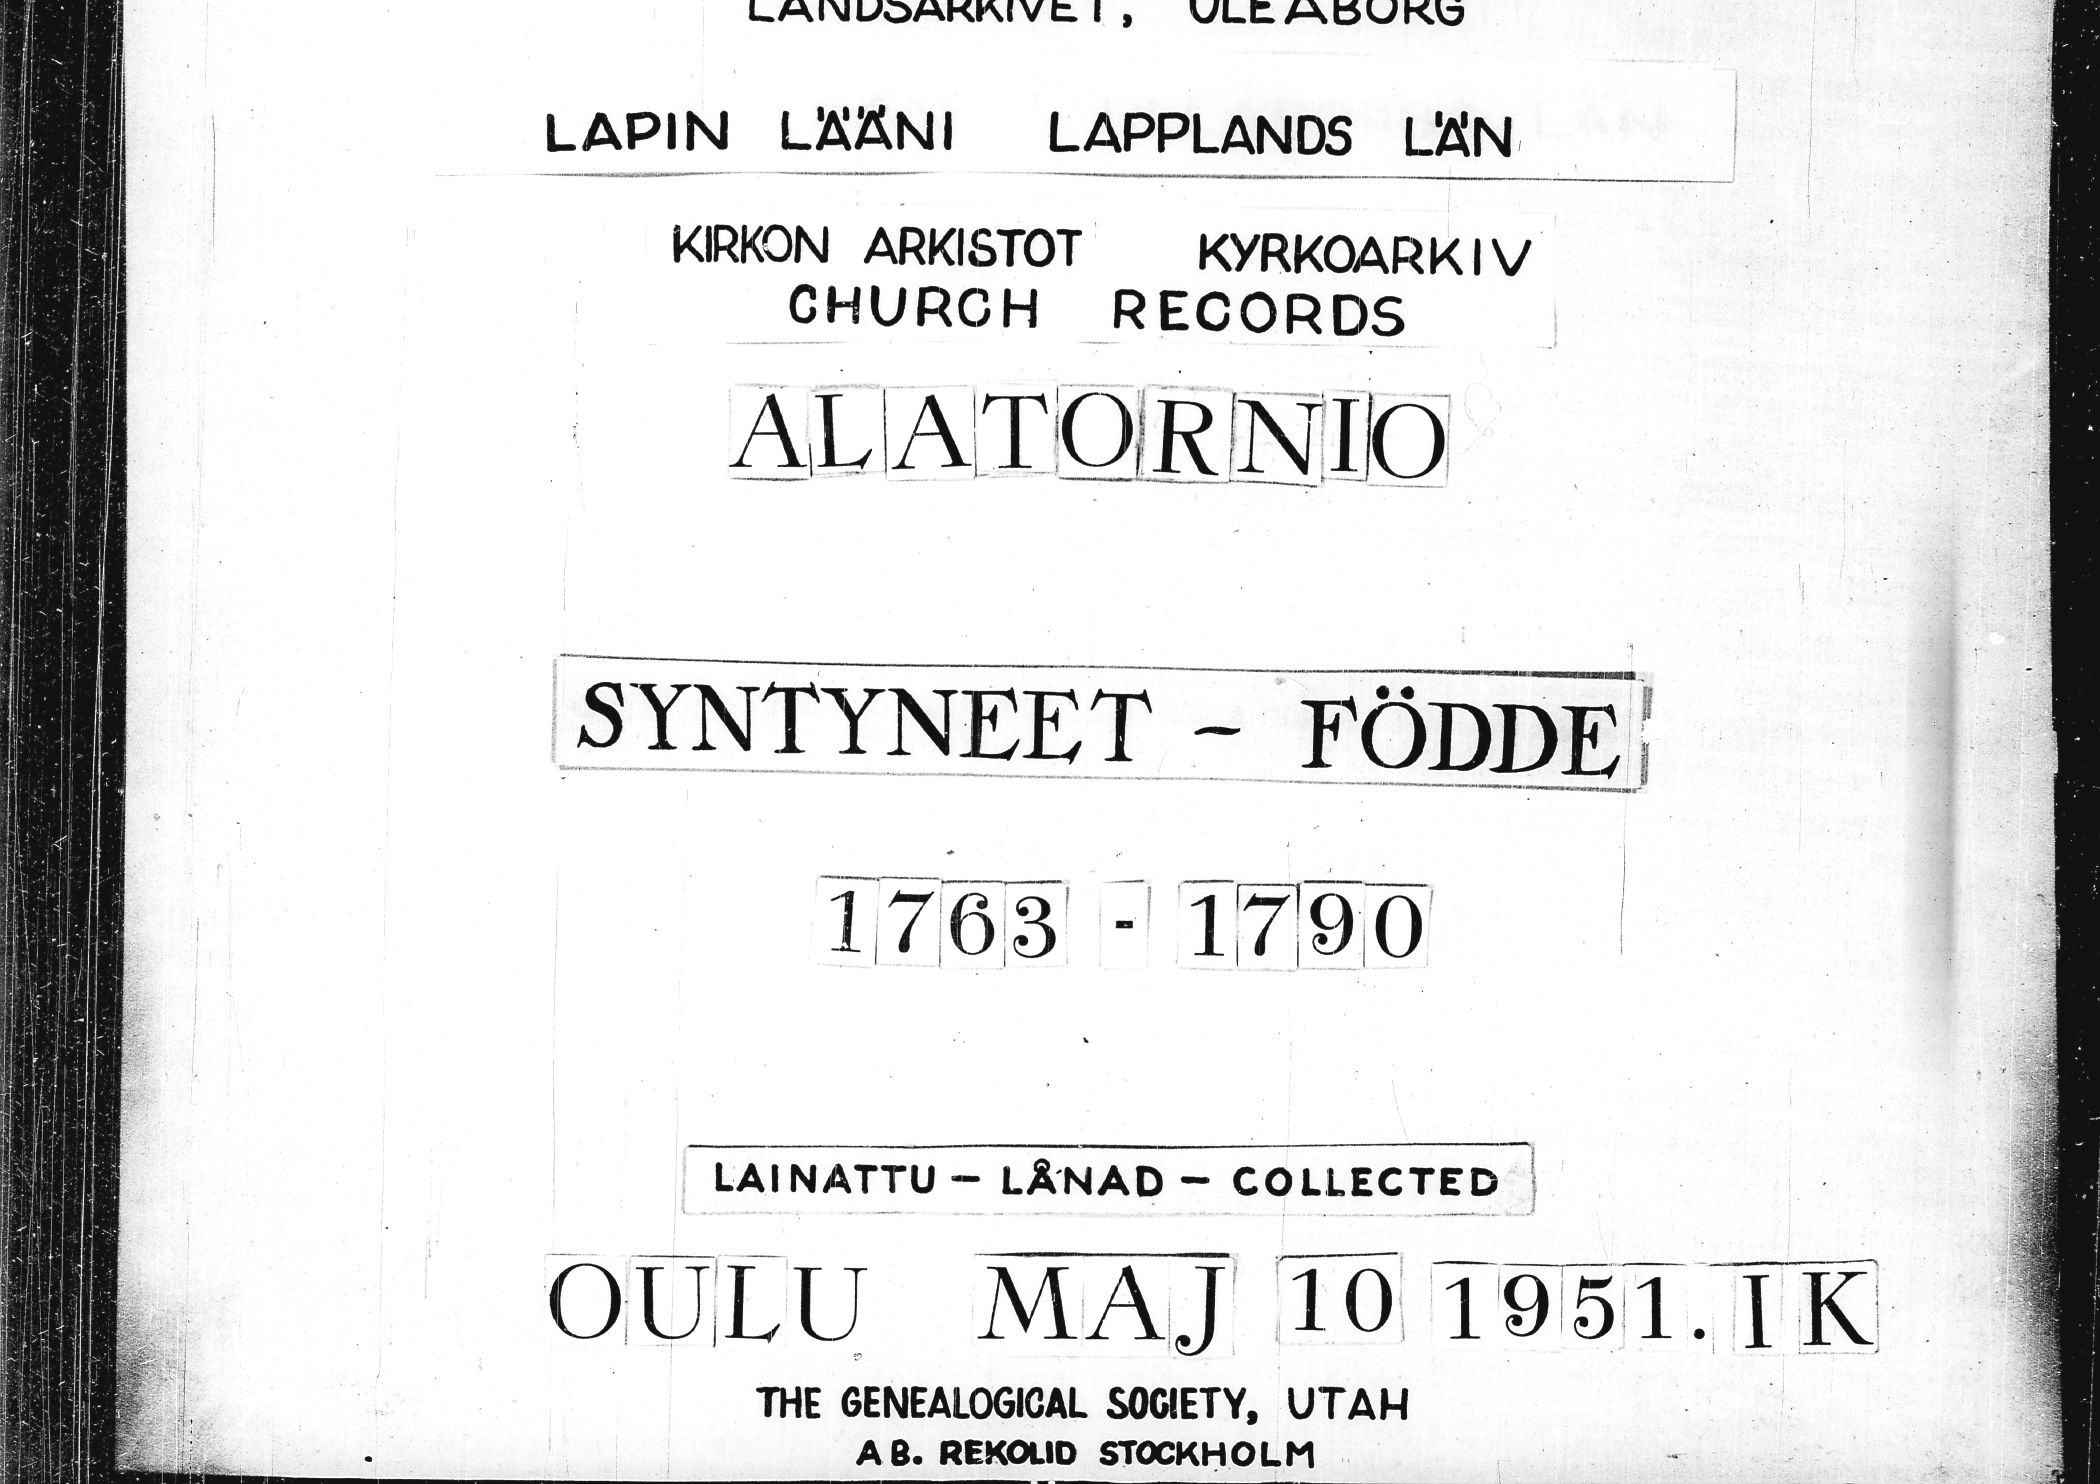 LANDSARKIVET, ULEÅBORG
LAPIN LÄÄNI LAPPLANDS LÄN
KIRKON ARKISTOT KYRKOARKIV
CHURCH RECORDS
ALATORNIO
SYNTYNEET - FÖDDE
1763 - 1790
LAINATTU - LÅNAD - COLLECTED
OULU MAJ 10 1951. IK
THE GENEALOGICAL SOCIETY, UTAH
AB. REKOLID STOCKHOLM